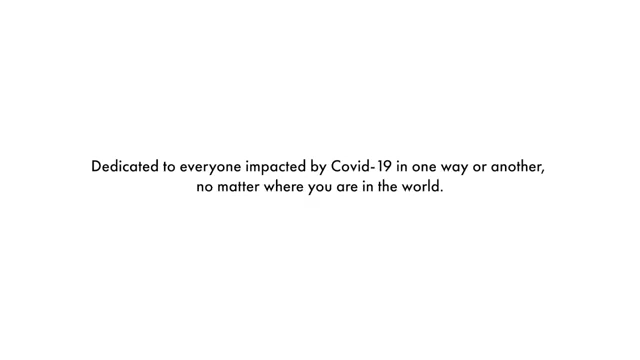 Dedicated to everyone impacted by Covid-19 in one way or another,
no matter where you are in the world.